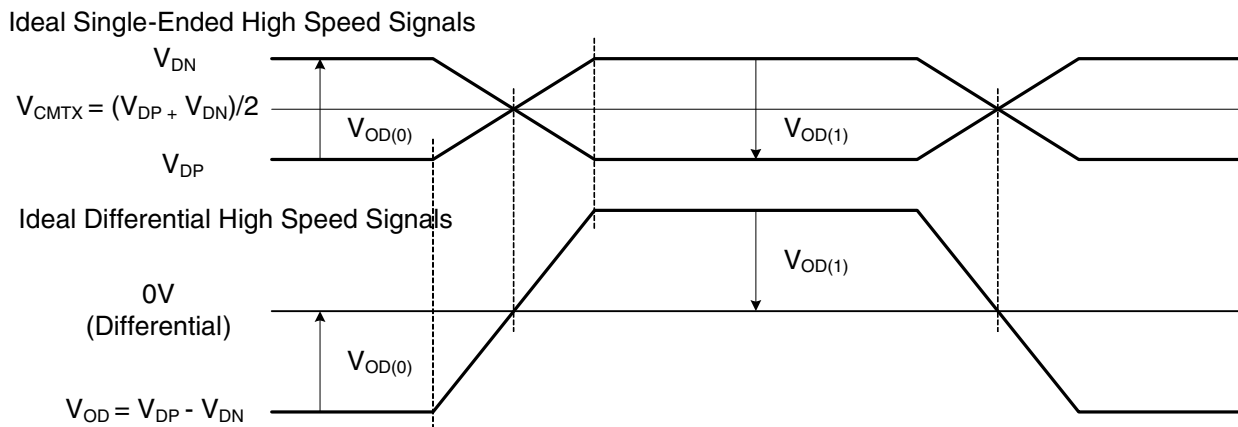 Ideal Single-Ended High Speed Signals
V_DN
V_CMTX = (V_DP + V_DN)/2
V_OD(0)
V_OD(1)
V_DP
Ideal Differential High Speed Signals
V_OD(1)
0V
(Differential)
V_OD(0)
V_OD = V_DP - V_DN